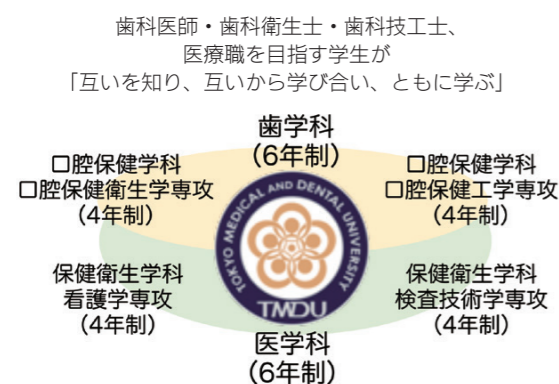 歯科医師・歯科衛生士・歯科技工士、
医療職を目指す学生が
「互いを知り、互いから学び合い、ともに学ぶ」
歯学科
(6年制)
口腔保健学科
口腔保健衛生学専攻
(4年制)
口腔保健学科
口腔保健工学専攻
(4年制)
TOKYO MEDICAL AND DENTAL UNIVERSITY
TMDU
保健衛生学科
看護学専攻
(4年制)
保健衛生学科
検査技術学専攻
(4年制)
医学科
(6年制)